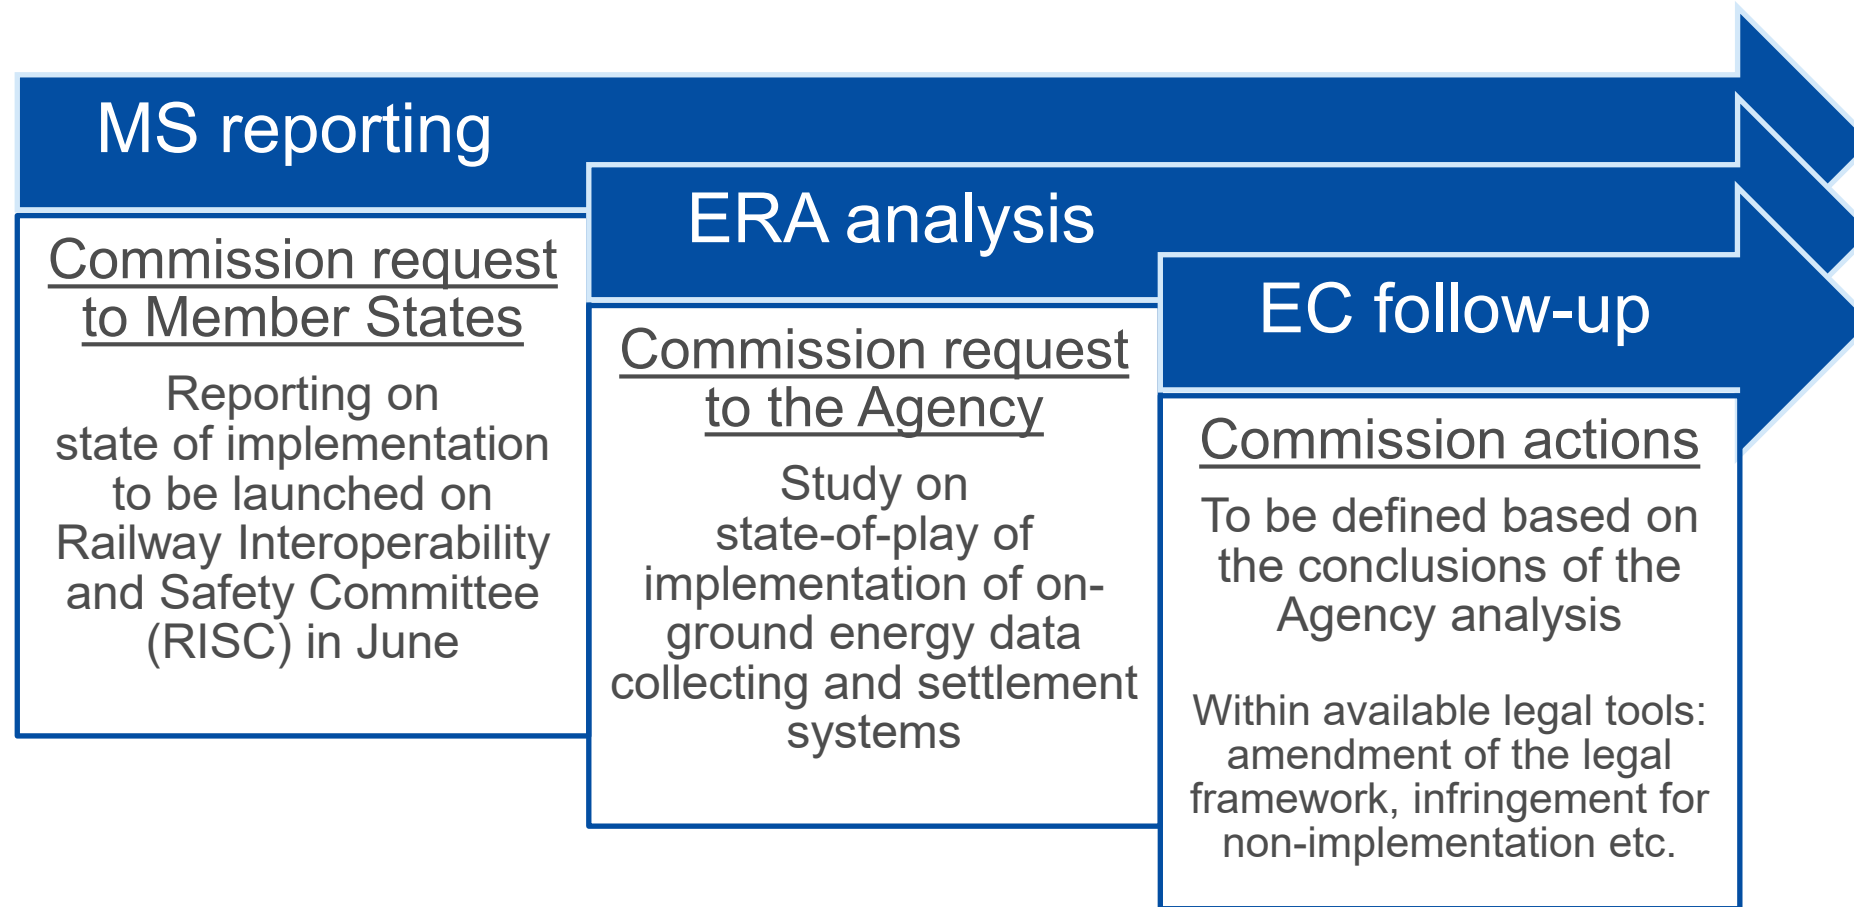 MS reporting
Commission request
to Member States
Reporting on
state of implementation
to be launched on
Railway Interoperability
and Safety Committee
(RISC) in June
ERA analysis
Commission request
to the Agency
Study on
state-of-play of
implementation of on-
ground energy data
collecting and settlement
systems
EC follow-up
Commission actions
To be defined based on
the conclusions of the
Agency analysis
Within available legal tools:
amendment of the legal
framework, infringement for
non-implementation etc.